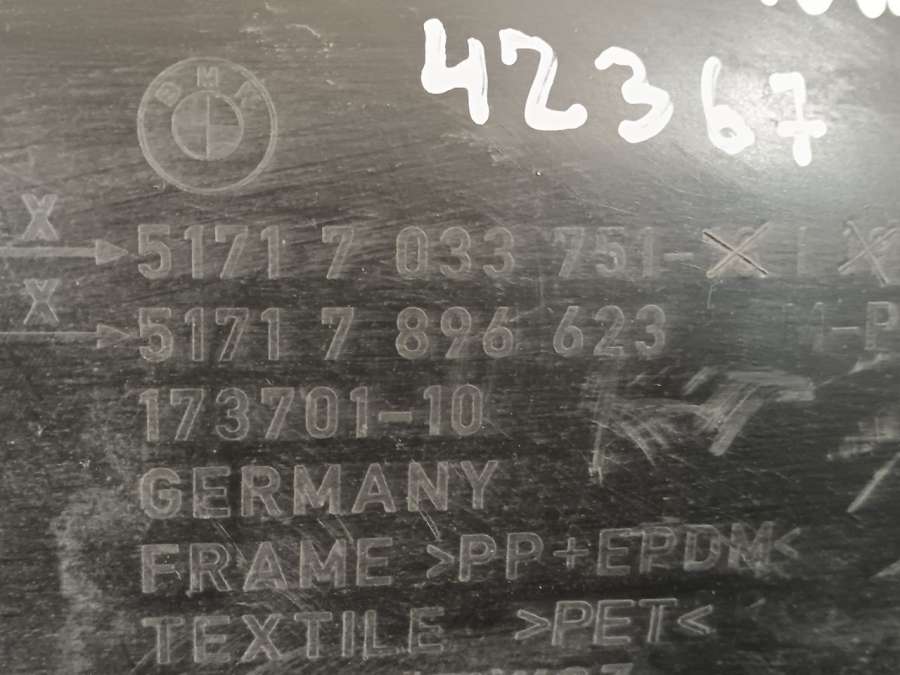 42367
BMW
X
5171 7 033 751-
X
5171 7 896 623
173701-10
GERMANY
FRAME >PP+EPDM<
TEXTILE >PET<